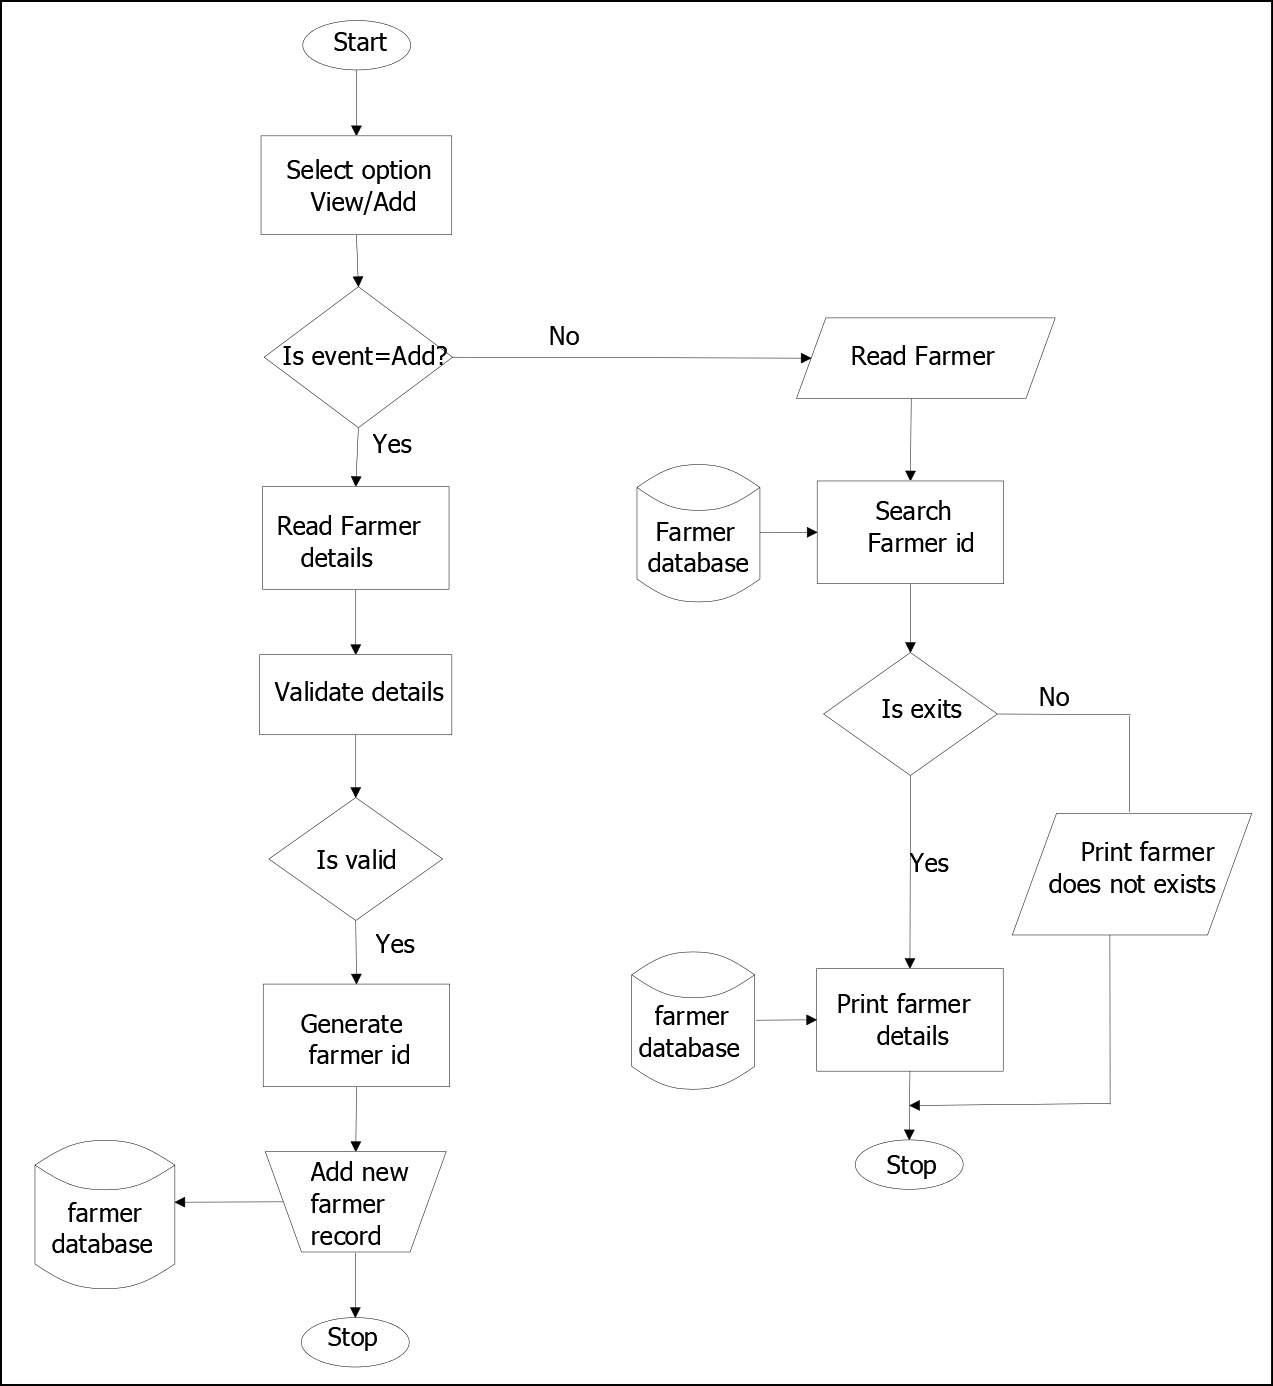 Start
Select option
View/Add
Is event=Add?
No
Yes
Read Farmer
details
Validate details
Is valid
Yes
Generate
farmer id
Add new
farmer
record
farmer
database
Stop
Read Farmer
Search
Farmer id
Farmer
database
Is exits
No
Print farmer
does not exists
Yes
Print farmer
details
farmer
database
Stop